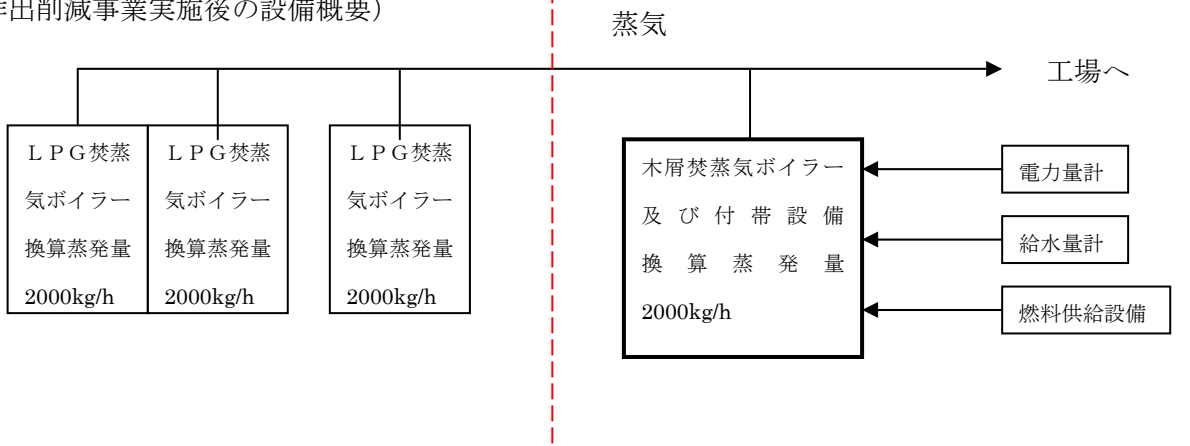 出削減事業実施後の設備概要)
蒸気
工場へ
LPG焚蒸
気ボイラー
換算蒸発量
2000kg/h
LPG焚蒸
気ボイラー
換算蒸発量
2000kg/h
LPG焚蒸
気ボイラー
換算蒸発量
2000kg/h
木屑焚蒸気ボイラー
及び付帯設備
換算蒸発量
2000kg/h
電力量計
給水量計
燃料供給設備